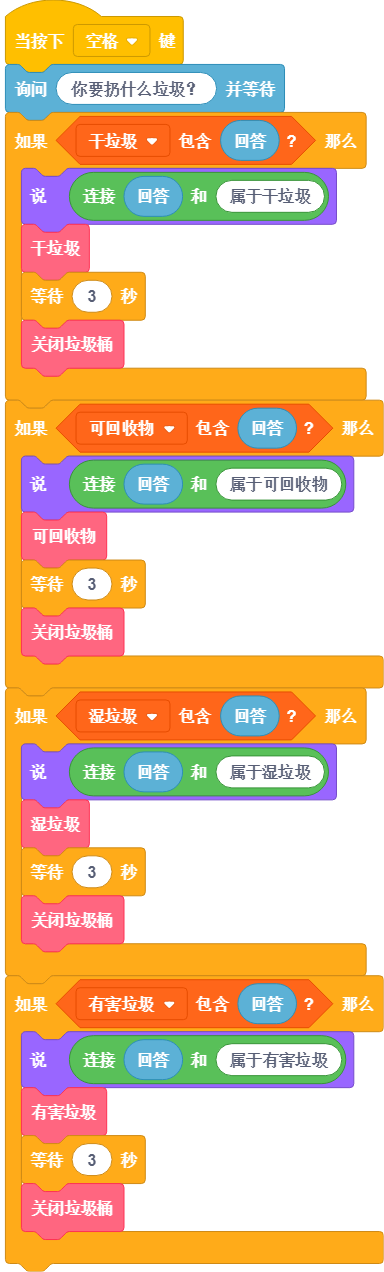 当接下 空格 键
询问 你要扔什么垃圾？ 并等待
如果 干垃圾 包含 回答 ? 那么
说 连接 回答 和 属于干垃圾
干垃圾
等待 3 秒
关闭垃圾桶
如果 可回收物 包含 回答 ? 那么
说 连接 回答 和 属于可回收物
可回收物
等待 3 秒
关闭垃圾桶
如果 湿垃圾 包含 回答 ? 那么
说 连接 回答 和 属于湿垃圾
湿垃圾
等待 3 秒
关闭垃圾桶
如果 有害垃圾 包含 回答 ? 那么
说 连接 回答 和 属于有害垃圾
有害垃圾
等待 3 秒
关闭垃圾桶